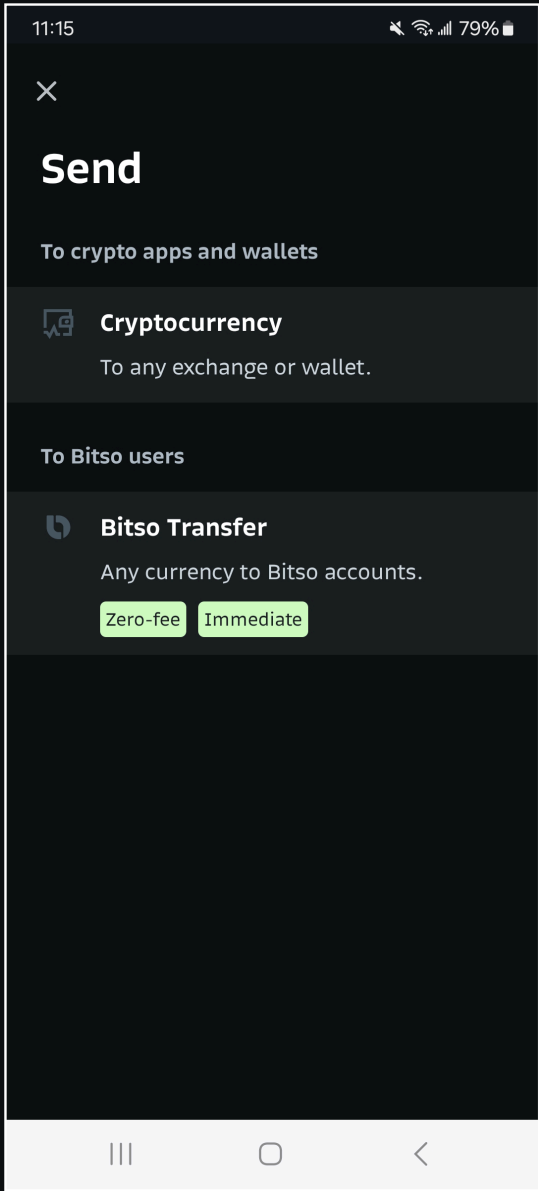 11:15 79%
Send
To crypto apps and wallets
Cryptocurrency
To any exchange or wallet.
To Bitso users
Bitso Transfer
Any currency to Bitso accounts.
Zero-fee Immediate